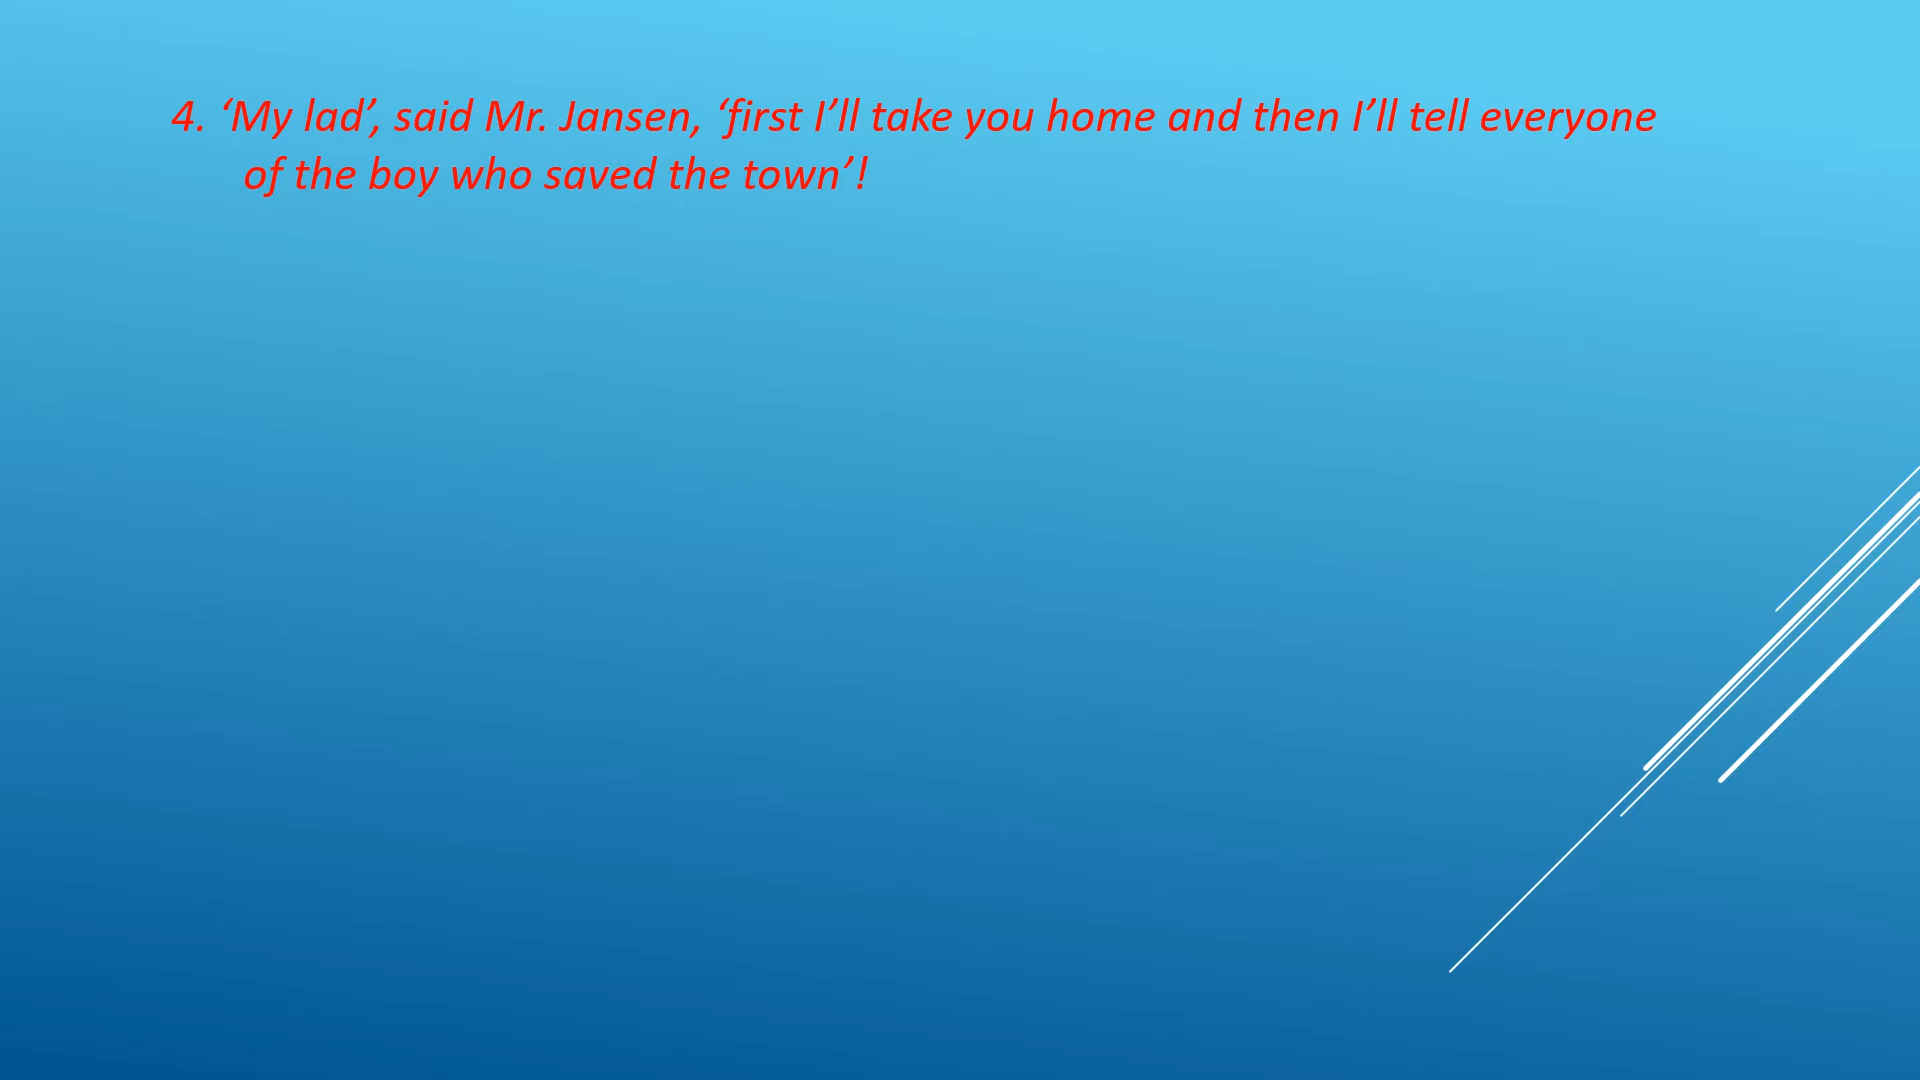 4. ‘My lad’, said Mr. Jansen, ‘first I’ll take you home and then I’ll tell everyone
of the boy who saved the town’!